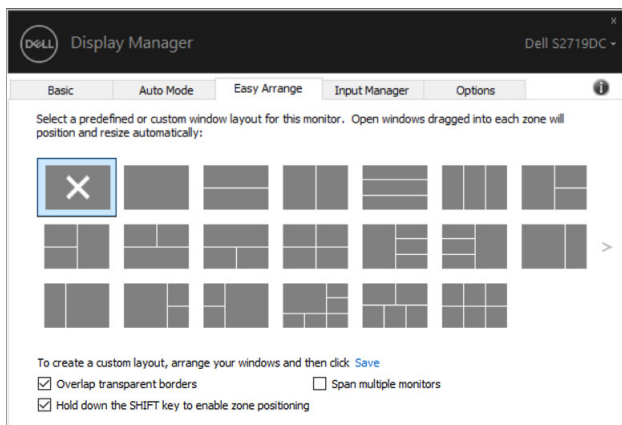 x
DELL
Display Manager
Dell S2719DC
Basic
Auto Mode
Easy Arrange
Input Manager
Options
i
Select a predefined or custom window layout for this monitor. Open windows dragged into each zone will
position and resize automatically:
>
To create a custom layout, arrange your windows and then click Save
Overlap transparent borders
Span multiple monitors
Hold down the SHIFT key to enable zone positioning